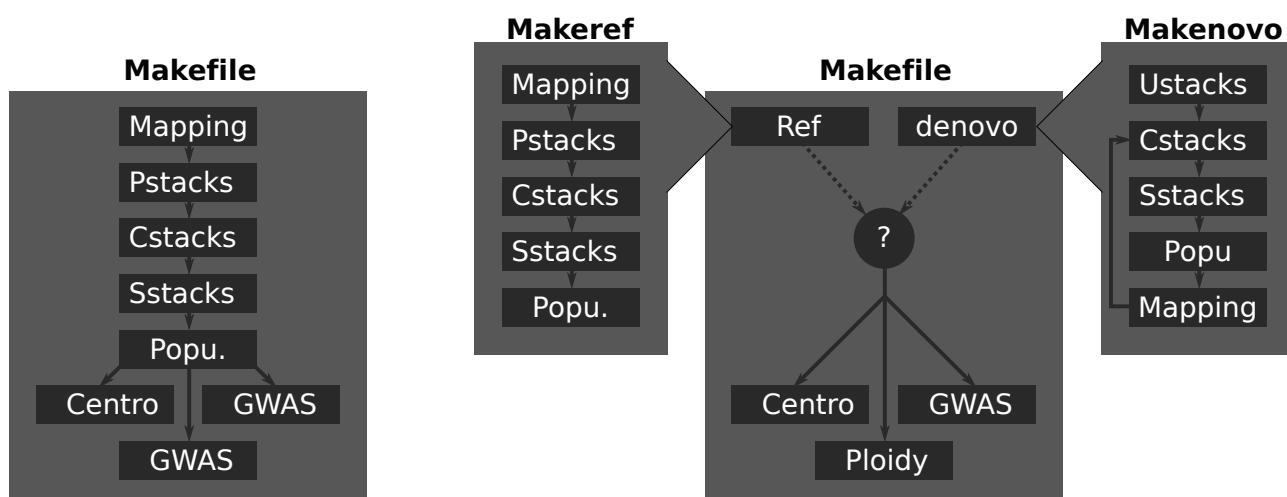 Makefile
Mapping
Pstacks
Cstacks
Sstacks
Popu.
Centro
GWAS
GWAS
Makeref
Mapping
Pstacks
Cstacks
Sstacks
Popu.
Makefile
Ref
denovo
?
Centro
GWAS
Ploidy
Makenovo
Ustacks
Cstacks
Sstacks
Popu
Mapping